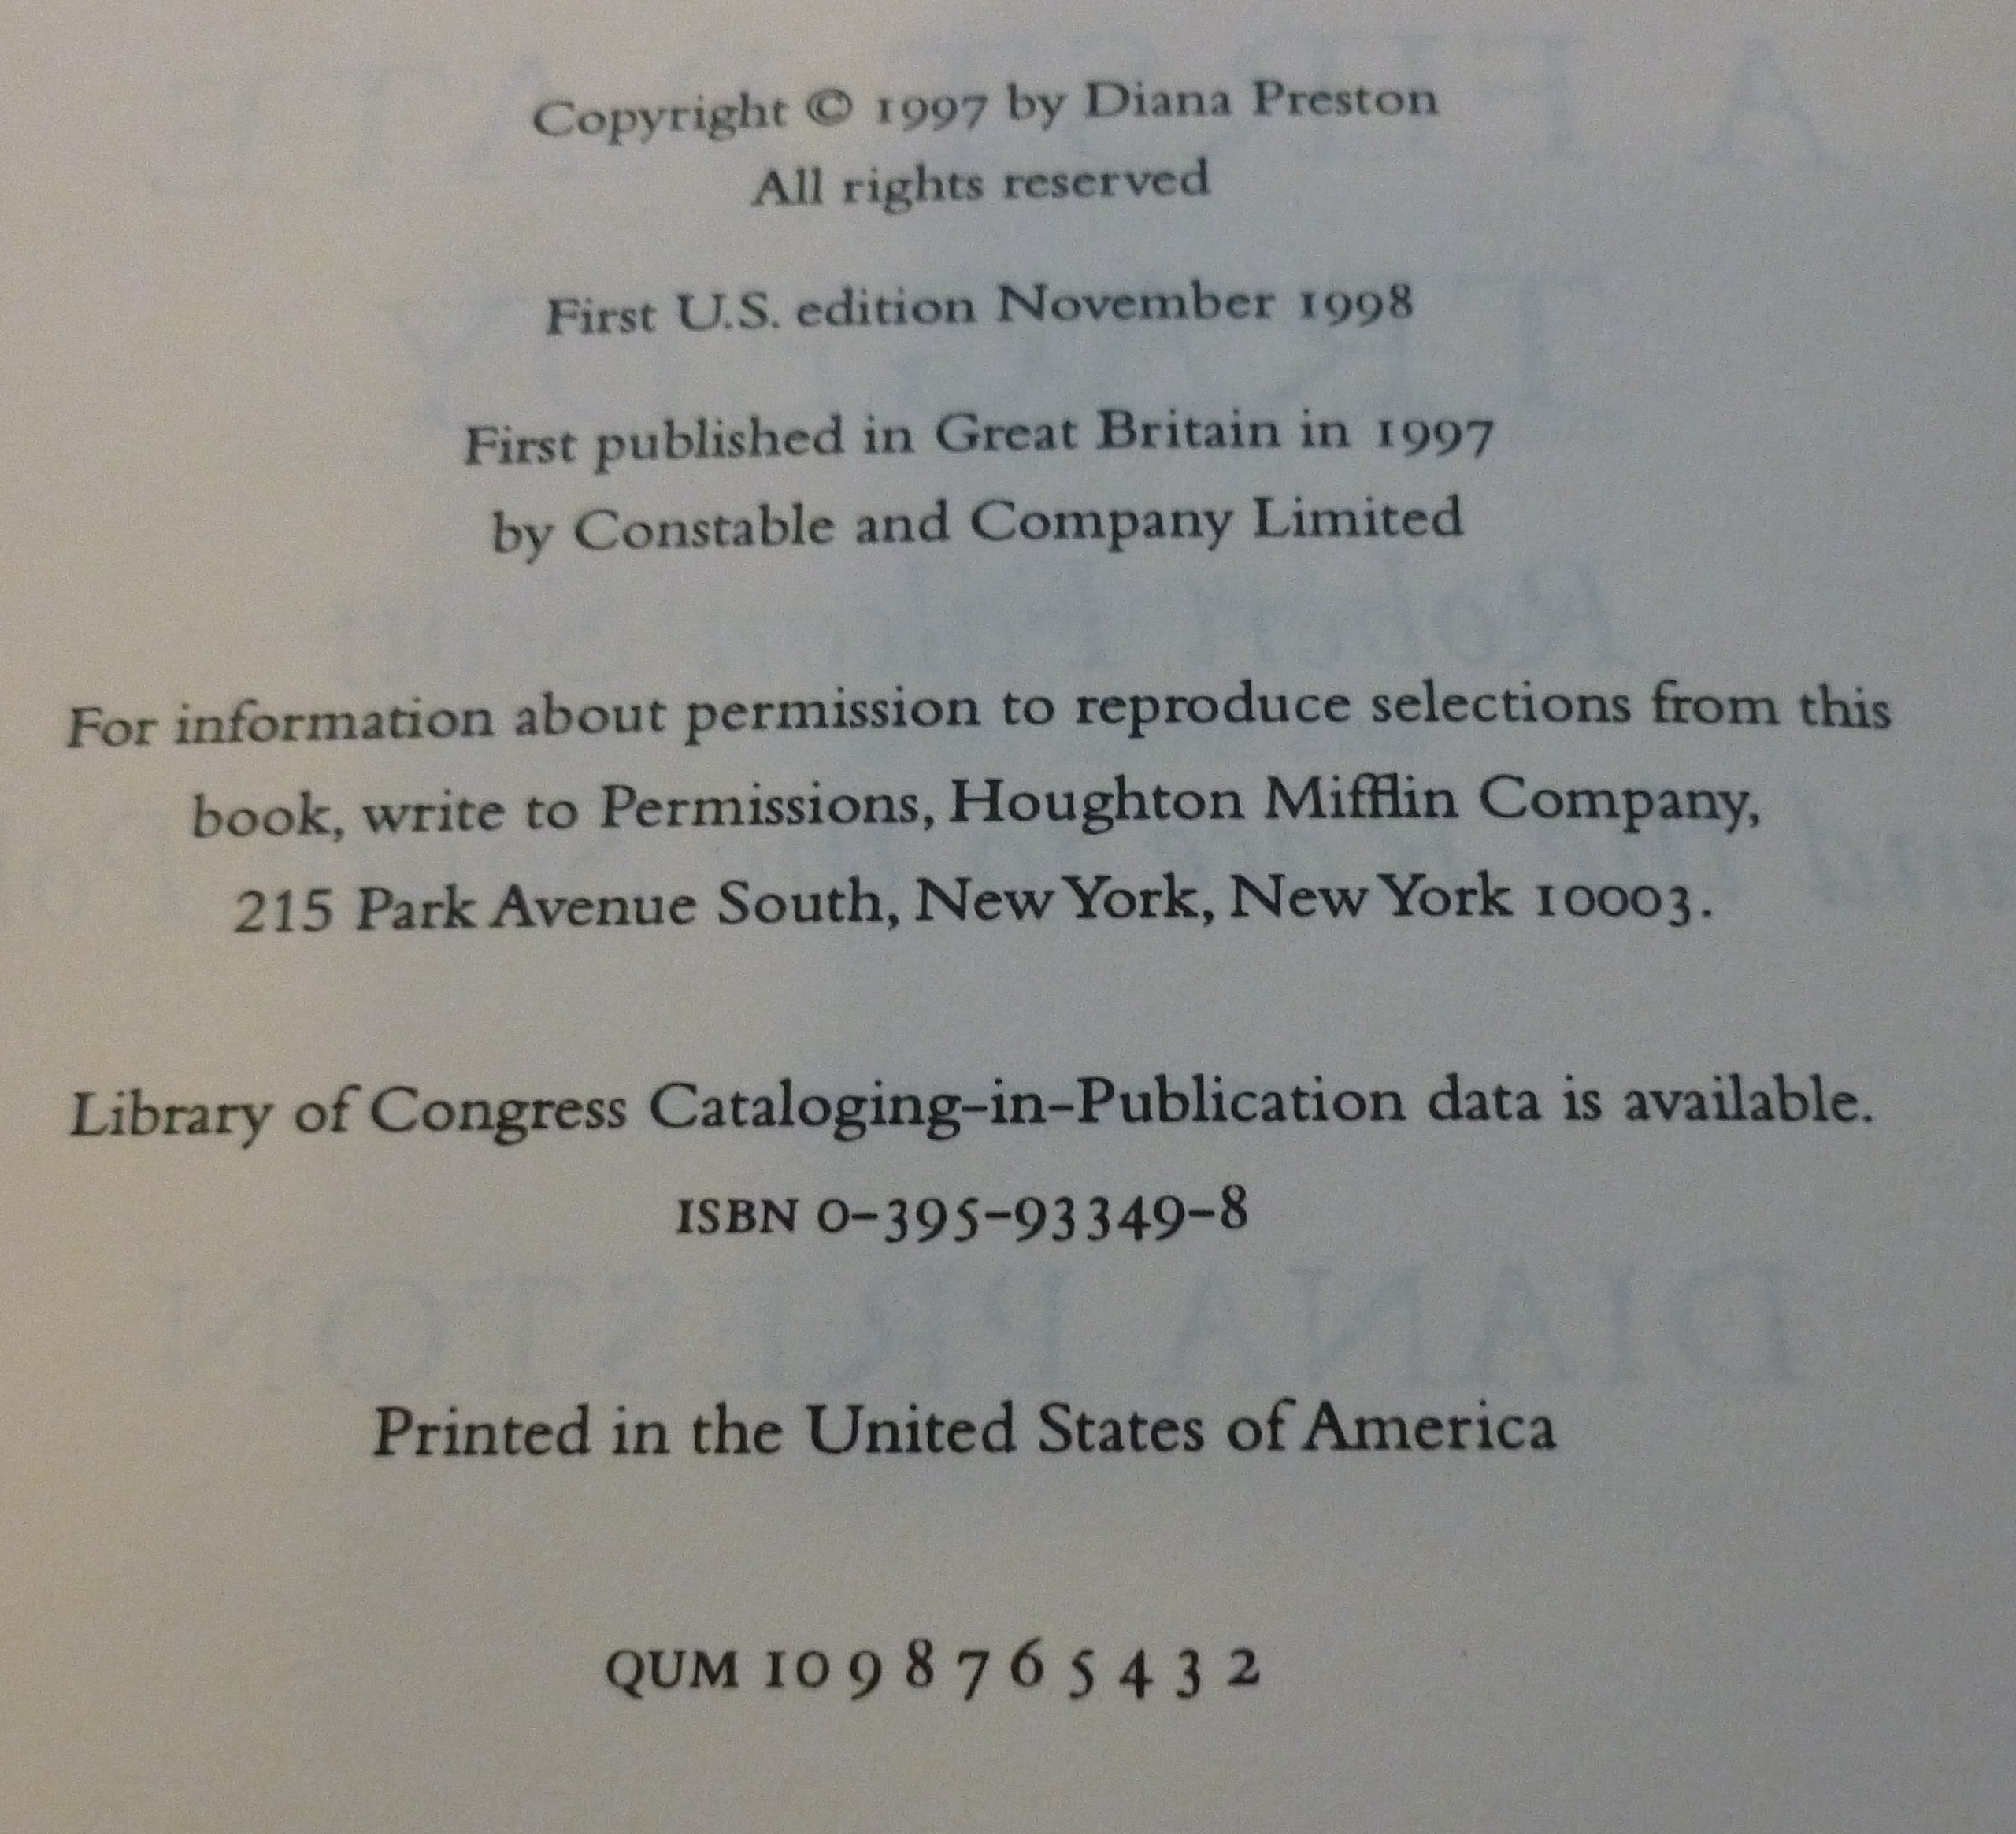 Copyright © 1997 by Diana Preston
All rights reserved
First U.S. edition November 1998
First published in Great Britain in 1997
by Constable and Company Limited
For information about permission to reproduce selections from this
book, write to Permissions, Houghton Mifflin Company,
215 Park Avenue South, New York, New York 10003.
Library of Congress Cataloging-in-Publication data is available.
ISBN 0-395-93349-8
DIANA PRESTON
Printed in the United States of America
QUM 10 9 8 7 6 5 4 3 2